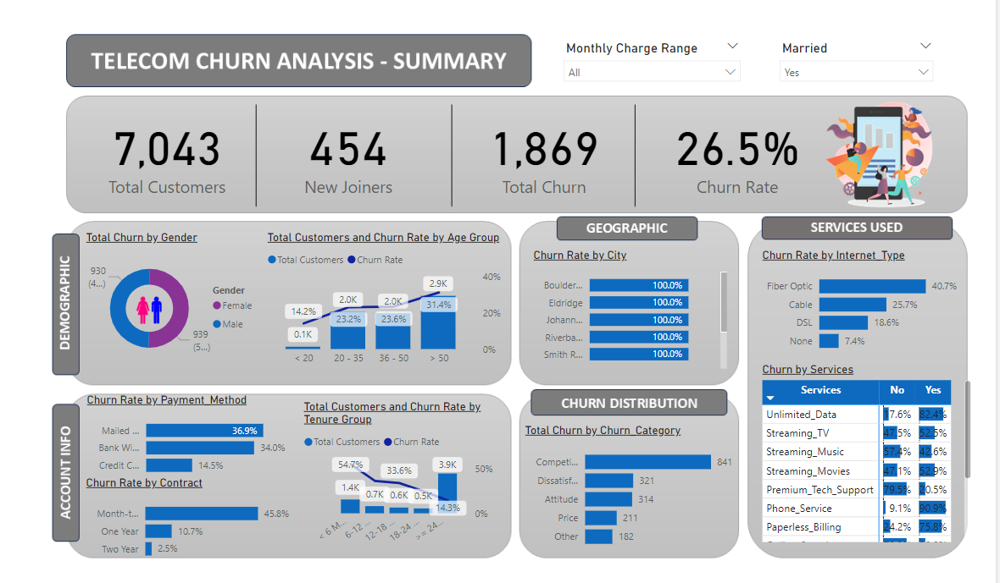 TELECOM CHURN ANALYSIS - SUMMARY
Monthly Charge Range
All
Married
Yes
7,043
Total Customers
454
New Joiners
1,869
Total Churn
26.5%
Churn Rate
DEMOGRAPHIC
Total Churn by Gender
930
(4...)
939
(5...)
Gender
Female
Male
Total Customers and Churn Rate by Age Group
Total Customers Churn Rate
14.2%
0.1K
2.0K
23.2%
2.0K
23.6%
2.9K
31.4%
40%
20%
0%
< 20 20 - 35 36 - 50 > 50
GEOGRAPHIC
Churn Rate by City
Boulder... 100.0%
Eldridge 100.0%
Johann... 100.0%
Riverba... 100.0%
Smith R... 100.0%
SERVICES USED
Churn Rate by Internet_Type
Fiber Optic 40.7%
Cable 25.7%
DSL 18.6%
None 7.4%
Churn by Services
Services No Yes
Unlimited_Data 17.6% 82.4%
Streaming_TV 47.5% 52.5%
Streaming_Music 57.4% 42.6%
Streaming_Movies 47.1% 52.9%
Premium_Tech_Support 79.5% 20.5%
Phone_Service 9.1% 90.9%
Paperless_Billing 24.2% 75.8%
ACCOUNT INFO
Churn Rate by Payment_Method
Mailed ... 36.9%
Bank Wi... 34.0%
Credit C... 14.5%
Churn Rate by Contract
Month-t... 45.8%
One Year 10.7%
Two Year 2.5%
Total Customers and Churn Rate by
Tenure Group
Total Customers Churn Rate
54.7%
1.4K
0.7K
33.6%
0.6K
0.5K
3.9K
14.3%
50%
0%
< 6 M... 6-12 ... 12-18 ... 18-24 ... >= 24...
CHURN DISTRIBUTION
Total Churn by Churn_Category
Competi... 841
Dissatisf... 321
Attitude 314
Price 211
Other 182